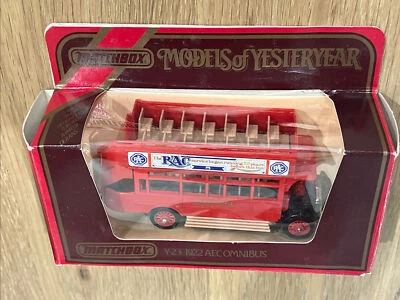 MATCHBOX
MODELS of YESTERYEAR
The RAC
MATCHBOX
Y-23 1922 AEC OMNIBUS